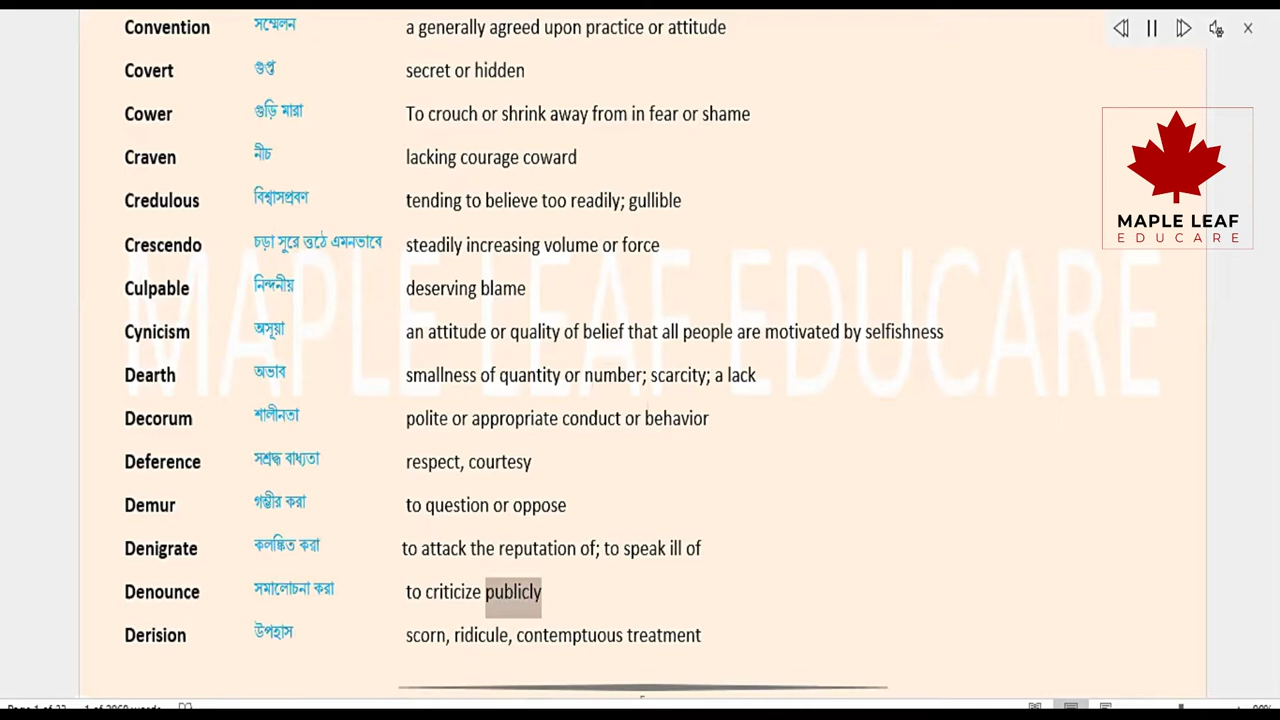 Convention সম্মেলন a generally agreed upon practice or attitude
Covert গুপ্ত secret or hidden
Cower গুড়ি মারা To crouch or shrink away from in fear or shame
Craven নীচ lacking courage coward
Credulous বিশ্বাসপ্রবণ tending to believe too readily; gullible
Crescendo চড়া সুরে ত্তঠে এমনভাবে steadily increasing volume or force
Culpable নিন্দনীয় deserving blame
Cynicism অসূয়া an attitude or quality of belief that all people are motivated by selfishness
Dearth অভাব smallness of quantity or number; scarcity; a lack
Decorum শালীনতা polite or appropriate conduct or behavior
Deference সশ্রদ্ধ বাধ্যতা respect, courtesy
Demur গম্ভীর করা to question or oppose
Denigrate কলঙ্কিত করা to attack the reputation of; to speak ill of
Denounce সমালোচনা করা to criticize publicly
Derision উপহাস scorn, ridicule, contemptuous treatment
MAPLE LEAF
EDUCARE
MAPLE LEAF EDUCARE